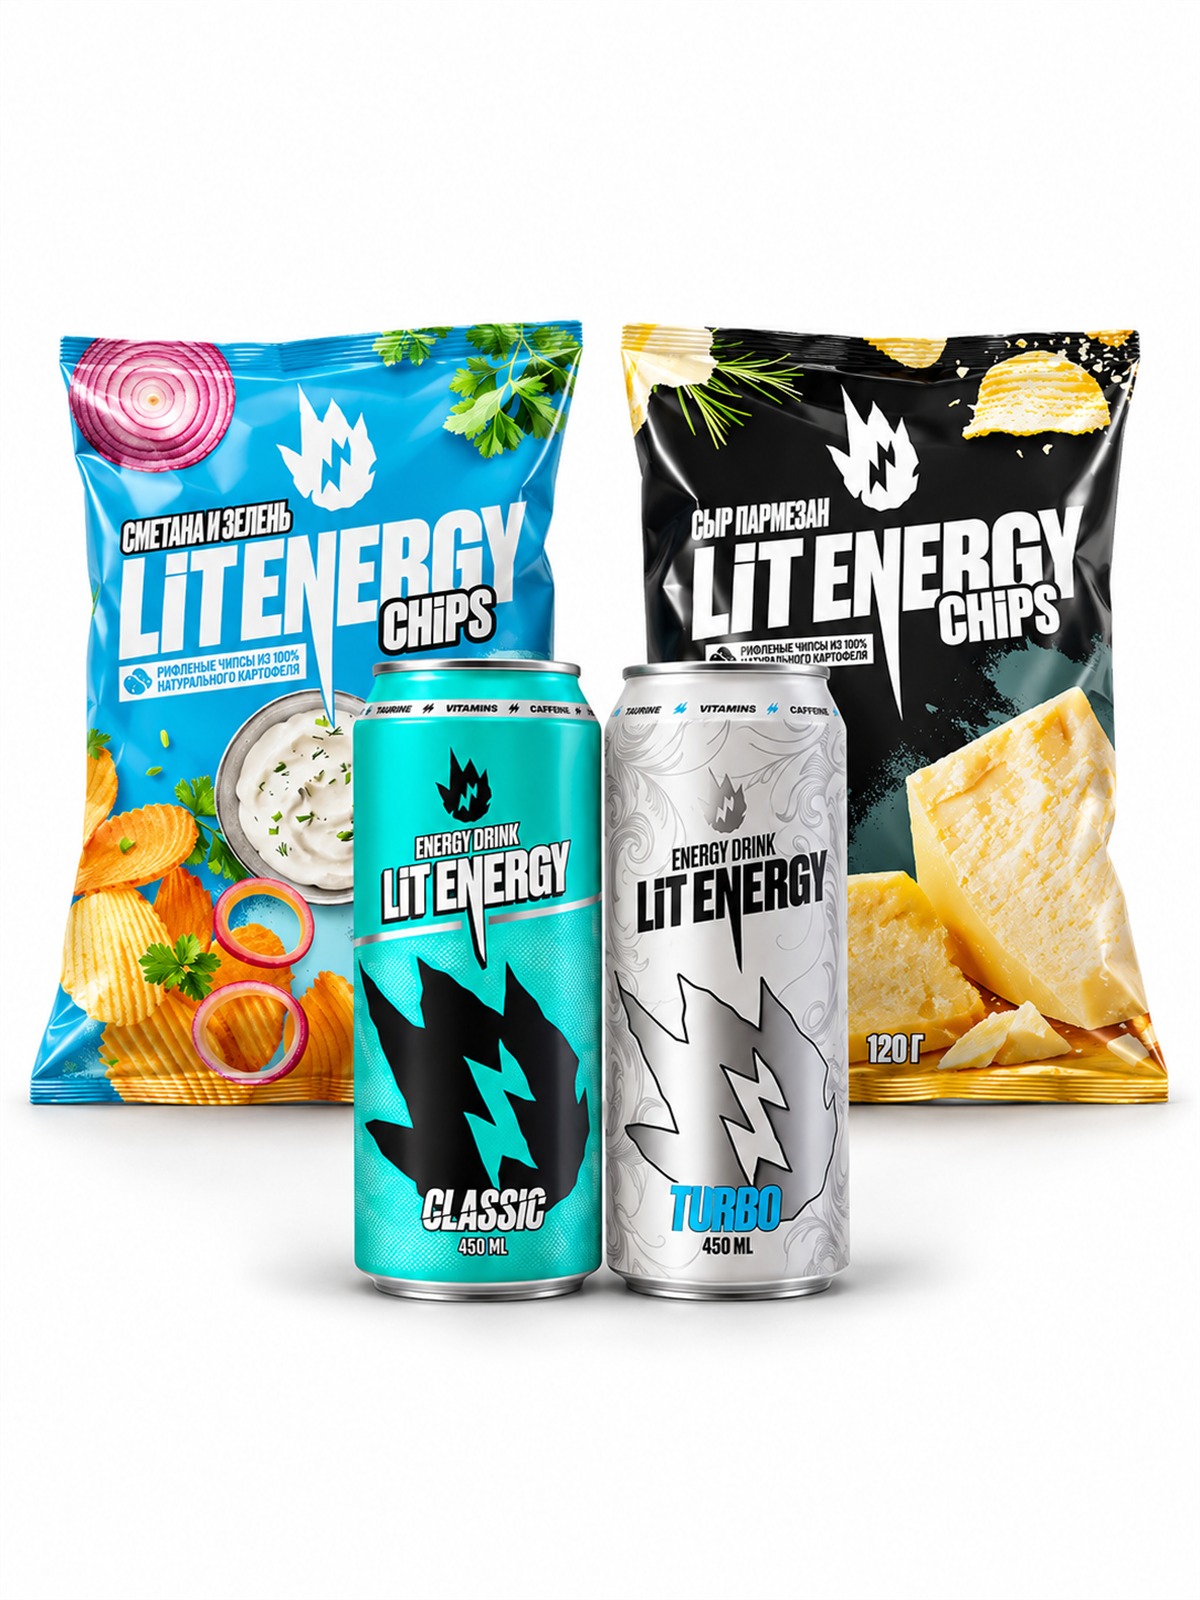 СМЕТАНА И ЗЕЛЕНЬ
LiT ENERGY
CHiPS
РИФЛЕНЫЕ ЧИПСЫ ИЗ 100%
НАТУРАЛЬНОГО КАРТОФЕЛЯ
СЫР ПАРМЕЗАН
LiT ENERGY
CHiPS
РИФЛЕНЫЕ ЧИПСЫ ИЗ 100%
НАТУРАЛЬНОГО КАРТОФЕЛЯ
120 Г
TAURINE VITAMINS CAFFEINE
ENERGY DRINK
LiT ENERGY
CLASSIC
450 ML
TAURINE VITAMINS CAFFEINE
ENERGY DRINK
LiT ENERGY
TURBO
450 ML